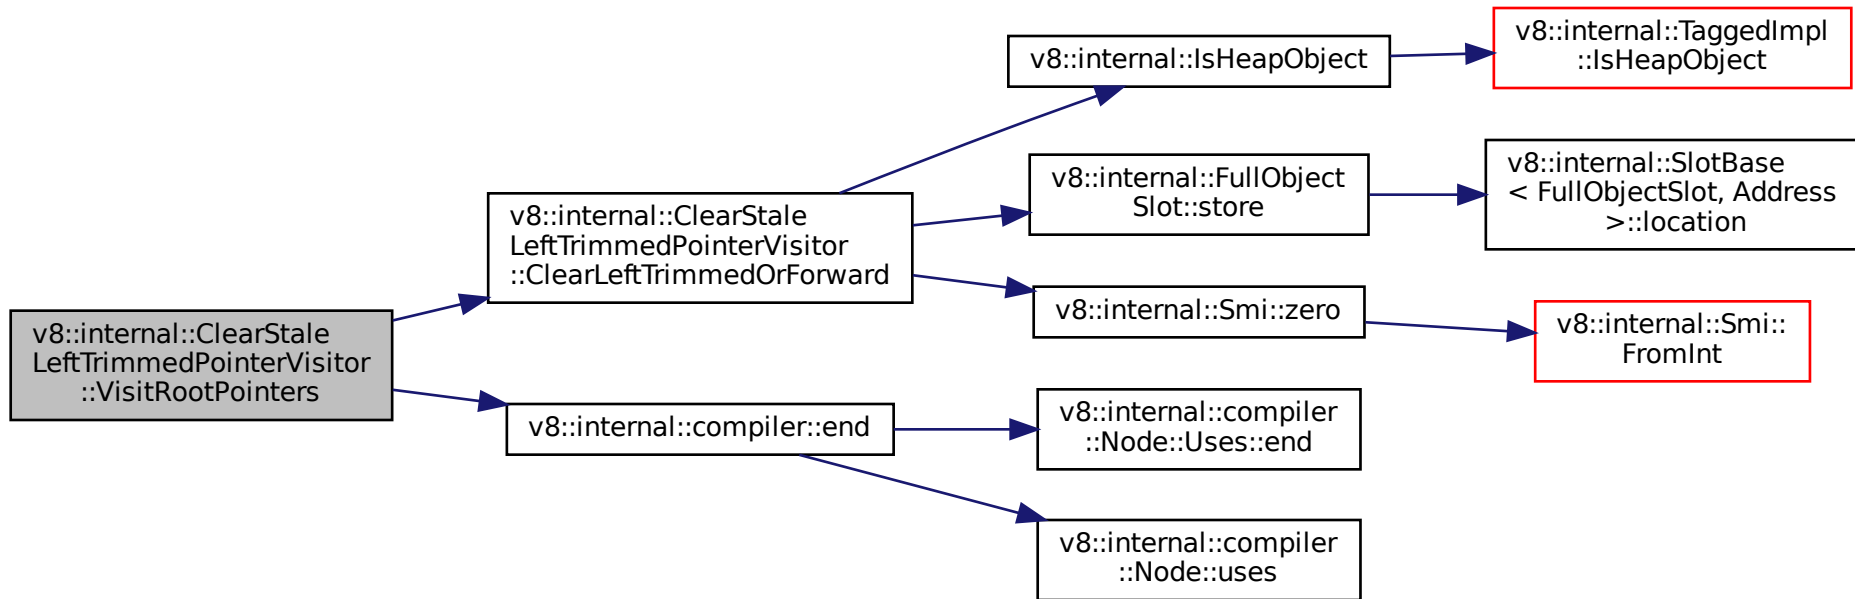 v8::internal::ClearStale
LeftTrimmedPointerVisitor
::VisitRootPointers
v8::internal::ClearStale
LeftTrimmedPointerVisitor
::ClearLeftTrimmedOrForward
v8::internal::IsHeapObject
v8::internal::TaggedImpl
::IsHeapObject
v8::internal::FullObject
Slot::store
v8::internal::SlotBase
< FullObjectSlot, Address
>::location
v8::internal::Smi::zero
v8::internal::Smi::
FromInt
v8::internal::compiler::end
v8::internal::compiler
::Node::Uses::end
v8::internal::compiler
::Node::uses